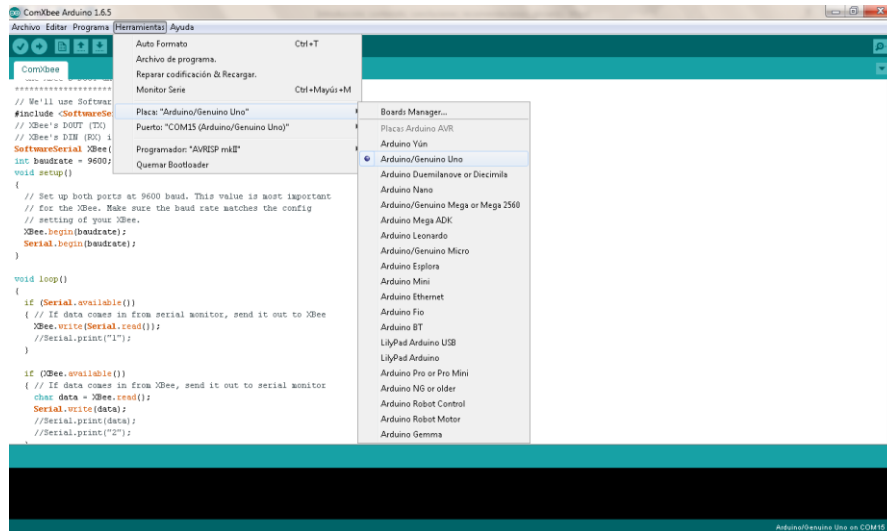 ComXbee Arduino 1.6.5
Archivo Editar Programa Herramientas Ayuda
ComXbee
Auto Formato Ctrl+T
Archivo de programa.
Reparar codificación & Recargar.
Monitor Serie Ctrl+Mayús+M
Placa: "Arduino/Genuino Uno"
Puerto: "COM15 (Arduino/Genuino Uno)"
Programador: "AVRISP mkII"
Quemar Bootloader
Boards Manager...
Placas Arduino AVR
Arduino Yún
Arduino/Genuino Uno
Arduino Duemilanove or Diecimila
Arduino Nano
Arduino/Genuino Mega or Mega 2560
Arduino Mega ADK
Arduino Leonardo
Arduino/Genuino Micro
Arduino Esplora
Arduino Mini
Arduino Ethernet
Arduino Fio
Arduino BT
LilyPad Arduino USB
LilyPad Arduino
Arduino Pro or Pro Mini
Arduino NG or older
Arduino Robot Control
Arduino Robot Motor
Arduino Gemma
*********************
// We'll use Softwar
#include <SoftwareSe
// XBee's DOUT (TX)
// XBee's DIN (RX) i
SoftwareSerial XBee(
int baudrate = 9600;
void setup()
{
// Set up both ports at 9600 baud. This value is most important
// for the XBee. Make sure the baud rate matches the config
// setting of your XBee.
XBee.begin(baudrate);
Serial.begin(baudrate);
}
void loop()
{
if (Serial.available())
{ // If data comes in from serial monitor, send it out to XBee
XBee.write(Serial.read());
//Serial.print("1");
}
if (XBee.available())
{ // If data comes in from XBee, send it out to serial monitor
char data = XBee.read();
Serial.write(data);
//Serial.print(data);
//Serial.print("2");
Arduino/Genuino Uno on COM15